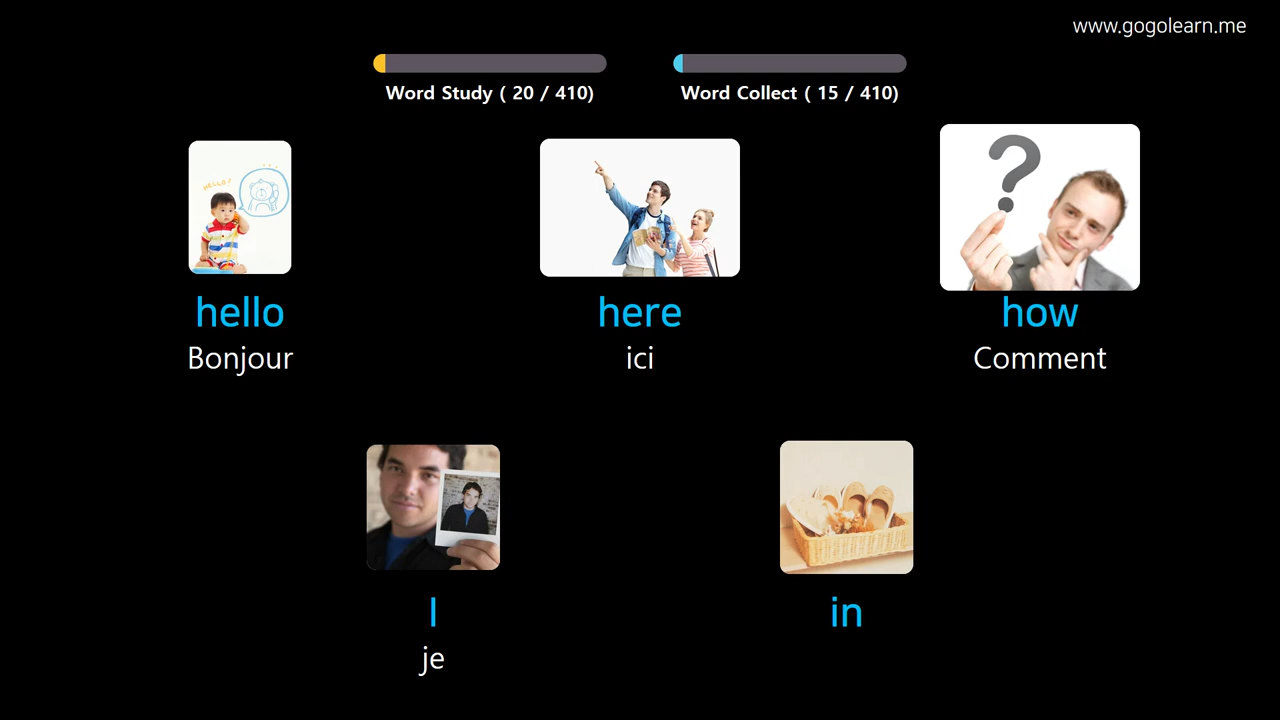 www.gogolearn.me
Word Study ( 20 / 410)
Word Collect ( 15 / 410)
HELLO!
hello
here
how
Bonjour
ici
Comment
I
in
je